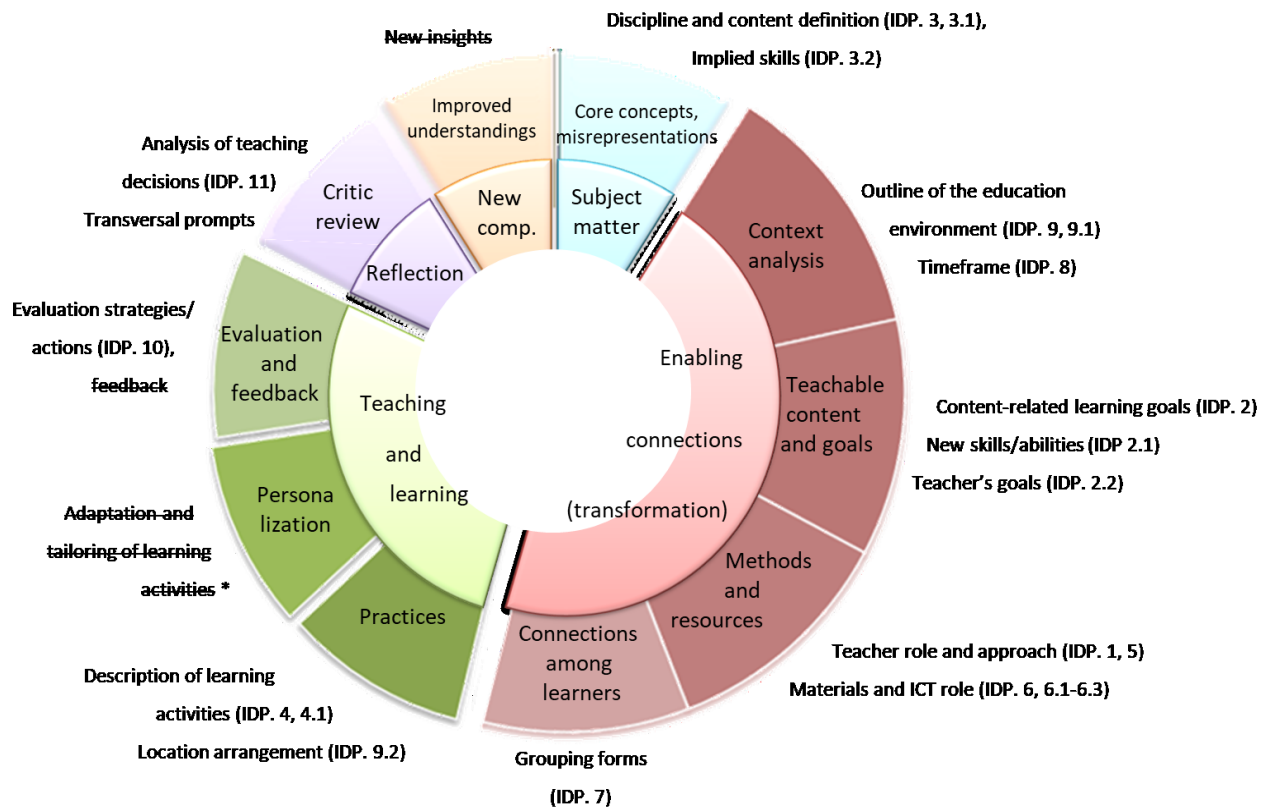 New insights
Discipline and content definition (IDP. 3, 3.1),
Implied skills (IDP. 3.2)
Improved
understandings
Core concepts,
misrepresentations
New
comp.
Subject
matter
Analysis of teaching
decisions (IDP. 11)
Transversal prompts
Critic
review
Reflection
Context
analysis
Outline of the education
environment (IDP. 9, 9.1)
Timeframe (IDP. 8)
Evaluation strategies/
actions (IDP. 10),
feedback
Evaluation
and
feedback
Teaching
and
learning
Enabling
connections
(transformation)
Teachable
content
and goals
Content-related learning goals (IDP. 2)
New skills/abilities (IDP 2.1)
Teacher's goals (IDP. 2.2)
Adaptation and
tailoring of learning
activities *
Persona
lization
Methods
and
resources
Teacher role and approach (IDP. 1, 5)
Materials and ICT role (IDP. 6, 6.1-6.3)
Practices
Connections
among
learners
Description of learning
activities (IDP. 4, 4.1)
Location arrangement (IDP. 9.2)
Grouping forms
(IDP. 7)